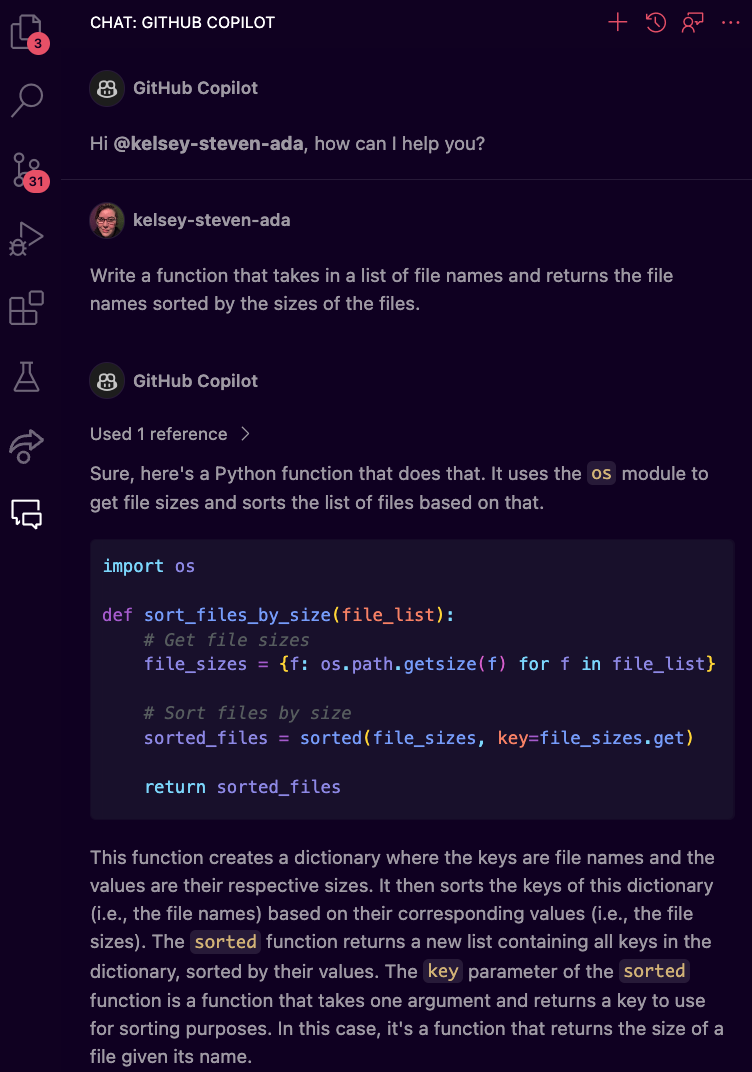 CHAT: GITHUB COPILOT
3
31
GitHub Copilot
Hi @kelsey-steven-ada, how can I help you?
kelsey-steven-ada
Write a function that takes in a list of file names and returns the file
names sorted by the sizes of the files.
GitHub Copilot
Used 1 reference
Sure, here's a Python function that does that. It uses the os module to
get file sizes and sorts the list of files based on that.
import os
def sort_files_by_size(file_list):
    # Get file sizes
    file_sizes = {f: os.path.getsize(f) for f in file_list}
    # Sort files by size
    sorted_files = sorted(file_sizes, key=file_sizes.get)
    return sorted_files
This function creates a dictionary where the keys are file names and the
values are their respective sizes. It then sorts the keys of this dictionary
(i.e., the file names) based on their corresponding values (i.e., the file
sizes). The sorted function returns a new list containing all keys in the
dictionary, sorted by their values. The key parameter of the sorted
function is a function that takes one argument and returns a key to use
for sorting purposes. In this case, it's a function that returns the size of a
file given its name.